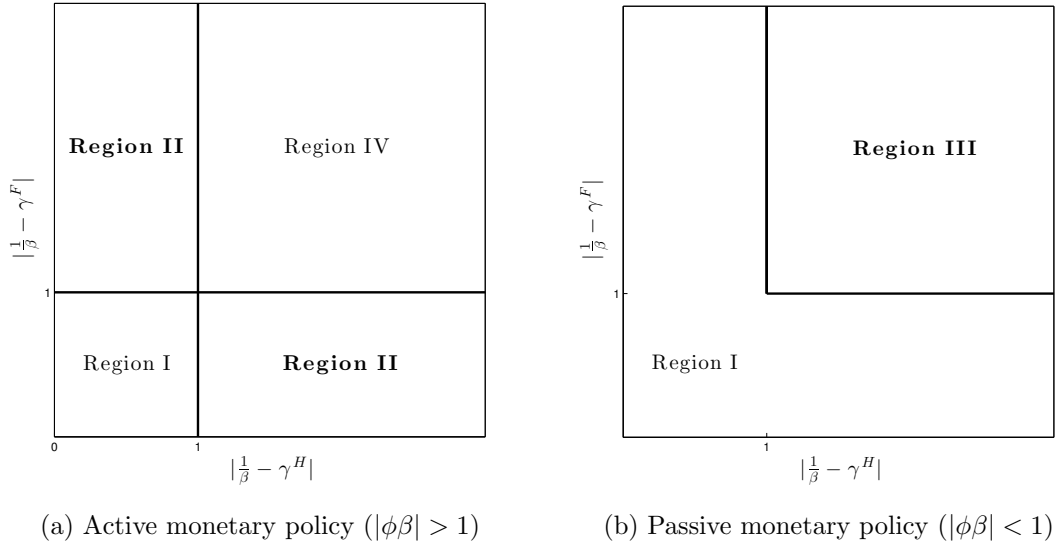 Region II
Region IV
Region I
Region II
|1/β − γ^F|
1
0
1
|1/β − γ^H|
(a) Active monetary policy (|ϕβ| > 1)
Region III
Region I
|1/β − γ^F|
1
1
|1/β − γ^H|
(b) Passive monetary policy (|ϕβ| < 1)